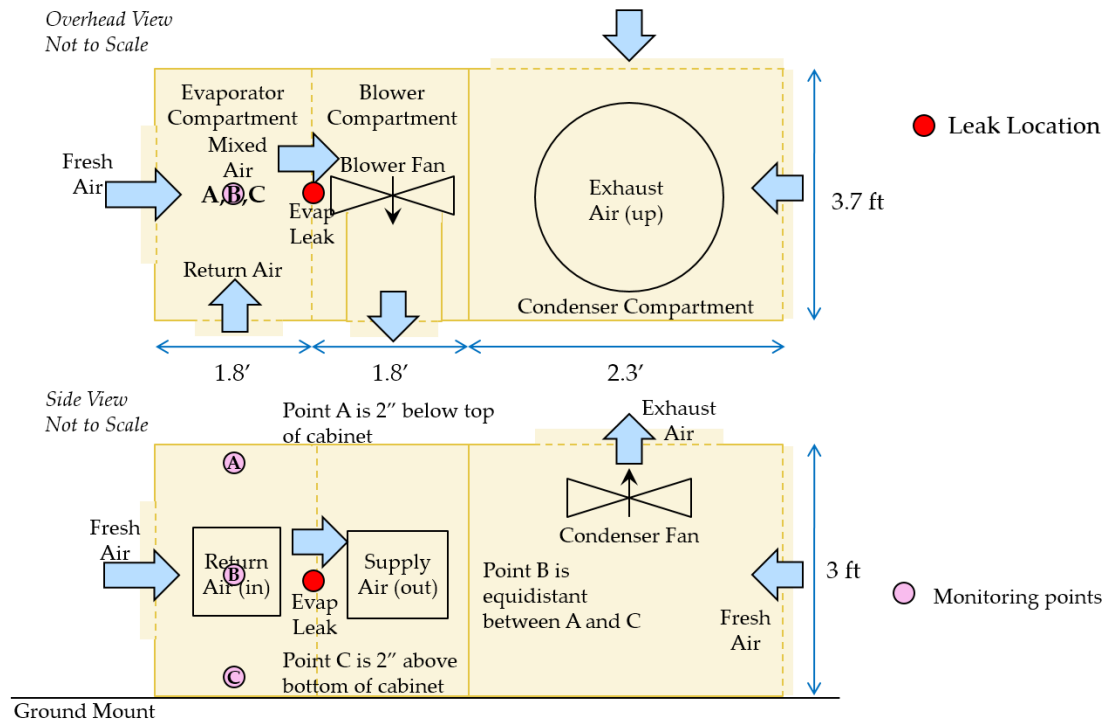 Overhead View
Not to Scale
Evaporator
Compartment
Blower
Compartment
Mixed
Air
Fresh
Air
A,B,C
Blower Fan
Evap
Leak
Return Air
Exhaust
Air (up)
Condenser Compartment
3.7 ft
Leak Location
1.8’
1.8’
2.3’
Side View
Not to Scale
Point A is 2” below top
of cabinet
Exhaust
Air
A
Fresh
Air
Return
Air (in)
B
Evap
Leak
Supply
Air (out)
Condenser Fan
Point B is
equidistant
between A and C
Fresh
Air
3 ft
Monitoring points
C
Point C is 2” above
bottom of cabinet
Ground Mount